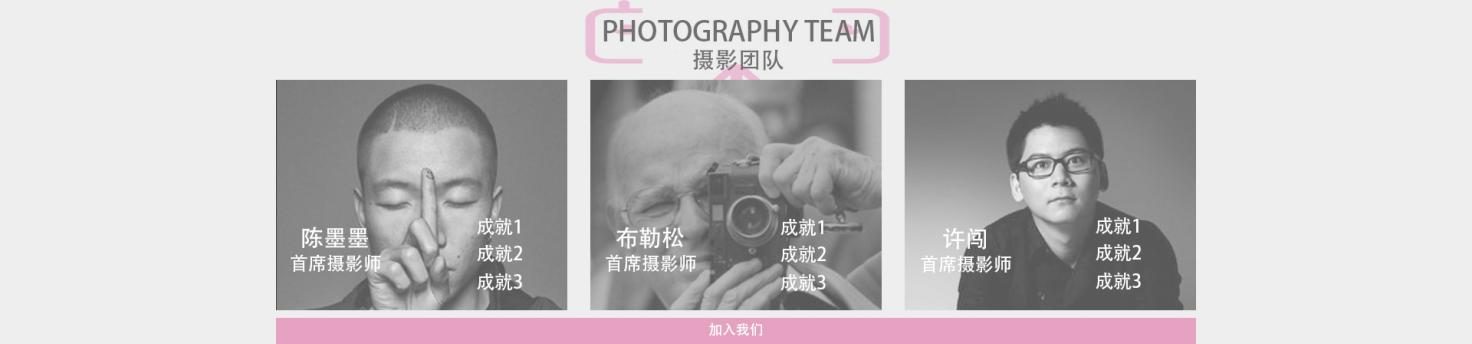 PHOTOGRAPHY TEAM
摄影团队
陈墨墨
首席摄影师
成就1
成就2
成就3
布勒松
首席摄影师
成就1
成就2
成就3
许闯
首席摄影师
成就1
成就2
成就3
加入我们